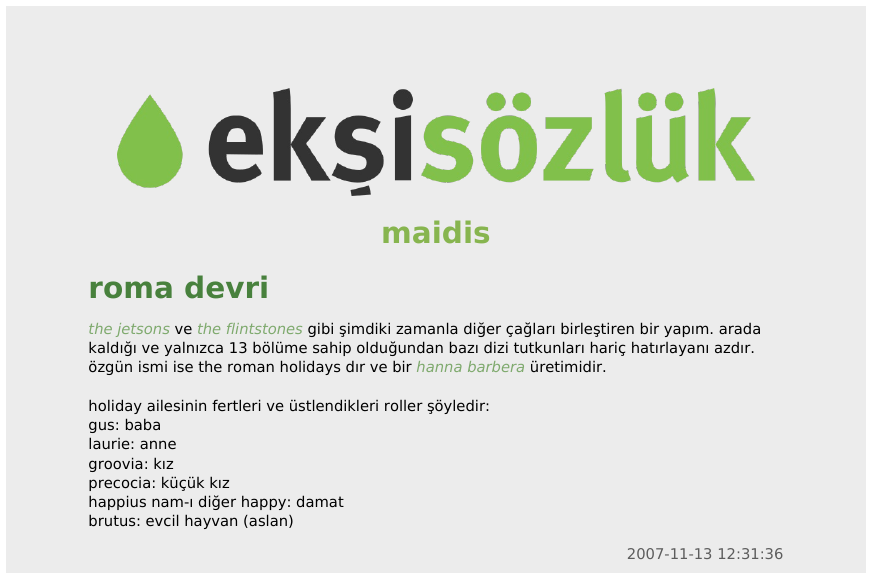 ekşisözlük
maidis
roma devri
the jetsons ve the flintstones gibi şimdiki zamanla diğer çağları birleştiren bir yapım. arada
kaldığı ve yalnızca 13 bölüme sahip olduğundan bazı dizi tutkunları hariç hatırlayanı azdır.
özgün ismi ise the roman holidays dır ve bir hanna barbera üretimidir.
holiday ailesinin fertleri ve üstlendikleri roller şöyledir:
gus: baba
laurie: anne
groovia: kız
precocia: küçük kız
happius nam-ı diğer happy: damat
brutus: evcil hayvan (aslan)
2007-11-13 12:31:36